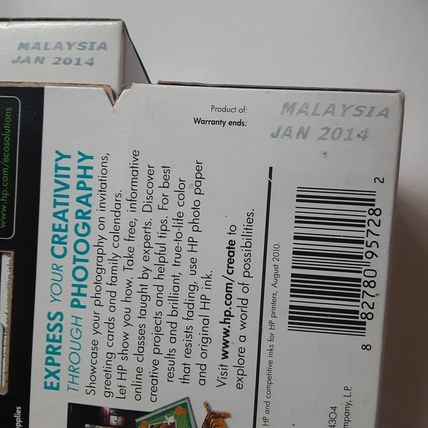 MALAYSIA
JAN 2014
Product of: MALAYSIA
Warranty ends: JAN 2014
www.hp.com/ecosolutions
EXPRESS YOUR CREATIVITY
THROUGH PHOTOGRAPHY
Showcase your photography on invitations,
greeting cards and family calendars.
Let HP show you how. Take free, informative
online classes taught by experts. Discover
creative projects and helpful tips. For best
results and brilliant, true-to-life color
that resists fading, use HP photo paper
and original HP ink.
Visit www.hp.com/create to
explore a world of possibilities.
HP and competitive inks for HP printers, August 2010.
8 82780 95728 2
4304
ompany, L.P.
pplies